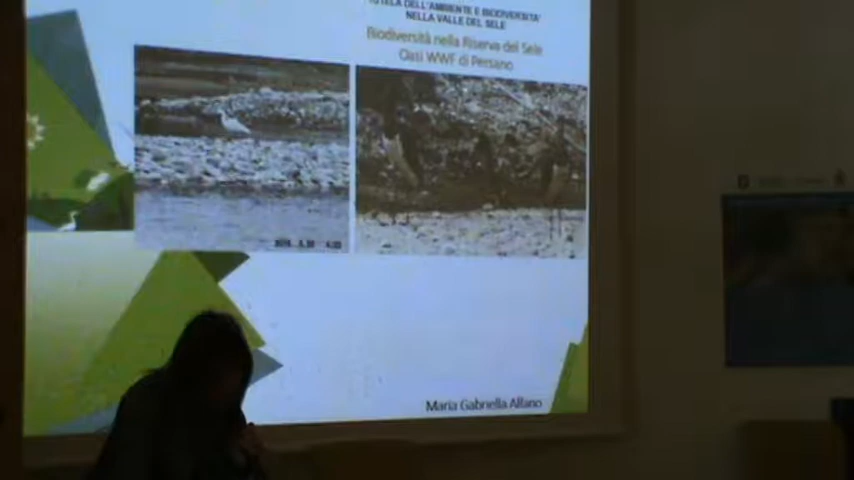 TUTELA DELL'AMBIENTE E BIODIVERSITA'
NELLA VALLE DEL SELE
Biodiversità nella Riserva del Sele
Oasi WWF di Persano
Maria Gabriella Alfano